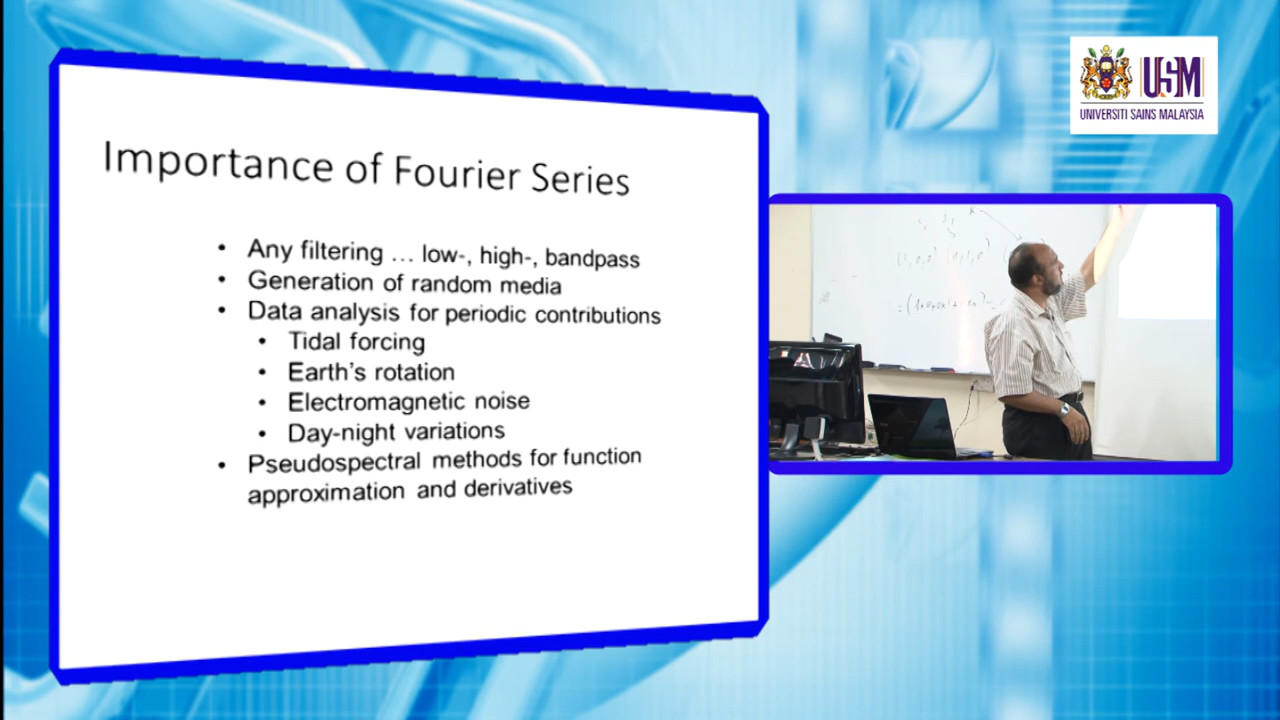 Importance of Fourier Series
• Any filtering … low-, high-, bandpass
• Generation of random media
• Data analysis for periodic contributions
• Tidal forcing
• Earth's rotation
• Electromagnetic noise
• Day-night variations
• Pseudospectral methods for function
approximation and derivatives
USM
UNIVERSITI SAINS MALAYSIA